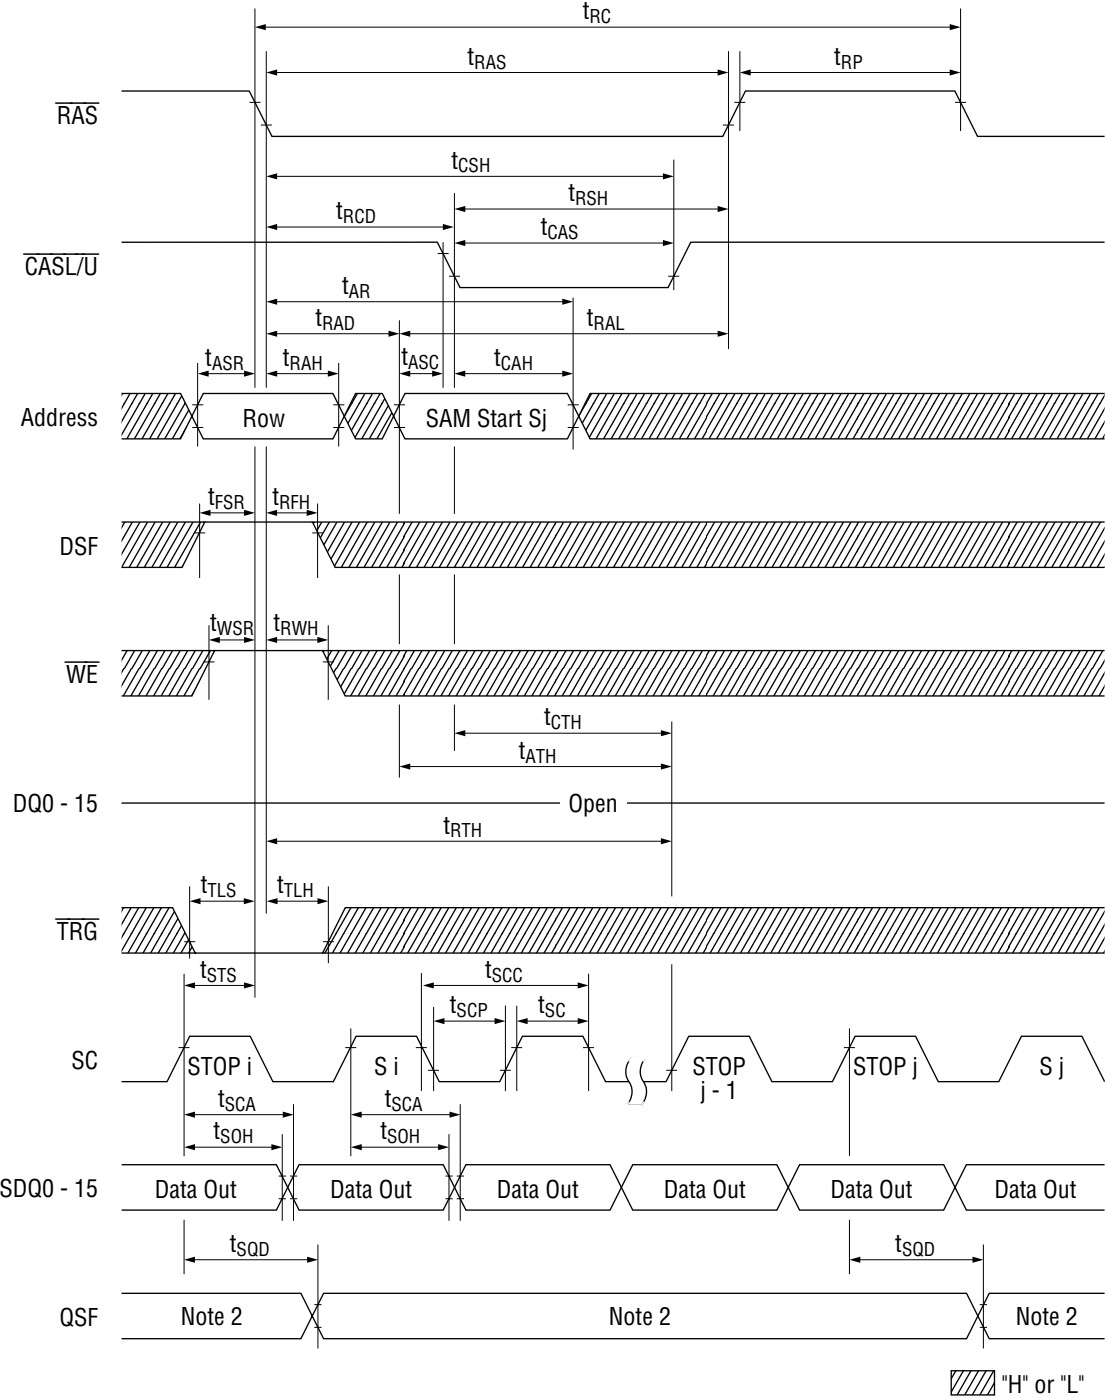 tRC
tRAS
tRP
RAS
tCSH
tRSH
tRCD
tCAS
CASL/U
tAR
tRAD
tRAL
tASR
tRAH
tASC
tCAH
Address
Row
SAM Start Sj
tFSR
tRFH
DSF
tWSR
tRWH
WE
tCTH
tATH
DQ0 - 15
Open
tRTH
tTLS
tTLH
TRG
tSTS
tSCC
tSCP
tSC
SC
STOP i
S i
STOP
j - 1
STOP j
S j
tSCA
tSCA
tSOH
tSOH
SDQ0 - 15
Data Out
Data Out
Data Out
Data Out
Data Out
Data Out
tSQD
tSQD
QSF
Note 2
Note 2
Note 2
"H" or "L"